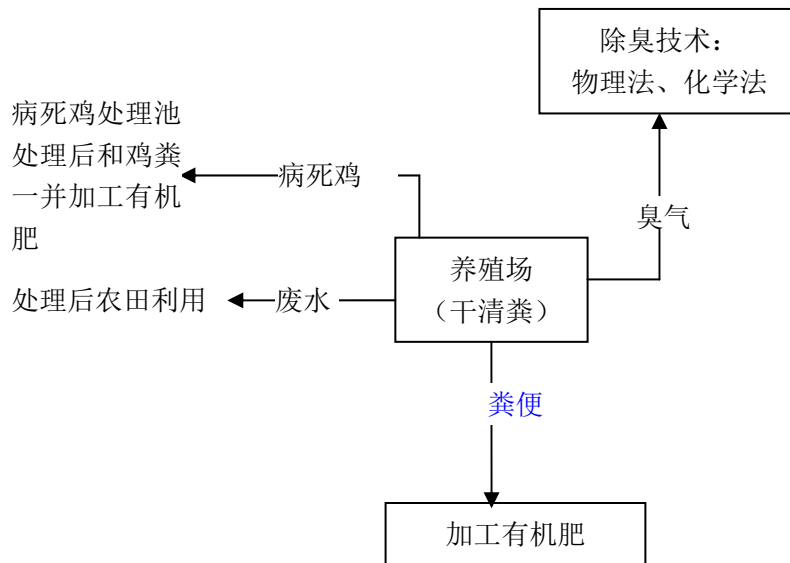 除臭技术：
物理法、化学法
病死鸡处理池
处理后和鸡粪
一并加工有机
肥
病死鸡
臭气
养殖场
（干清粪）
处理后农田利用
废水
粪便
加工有机肥